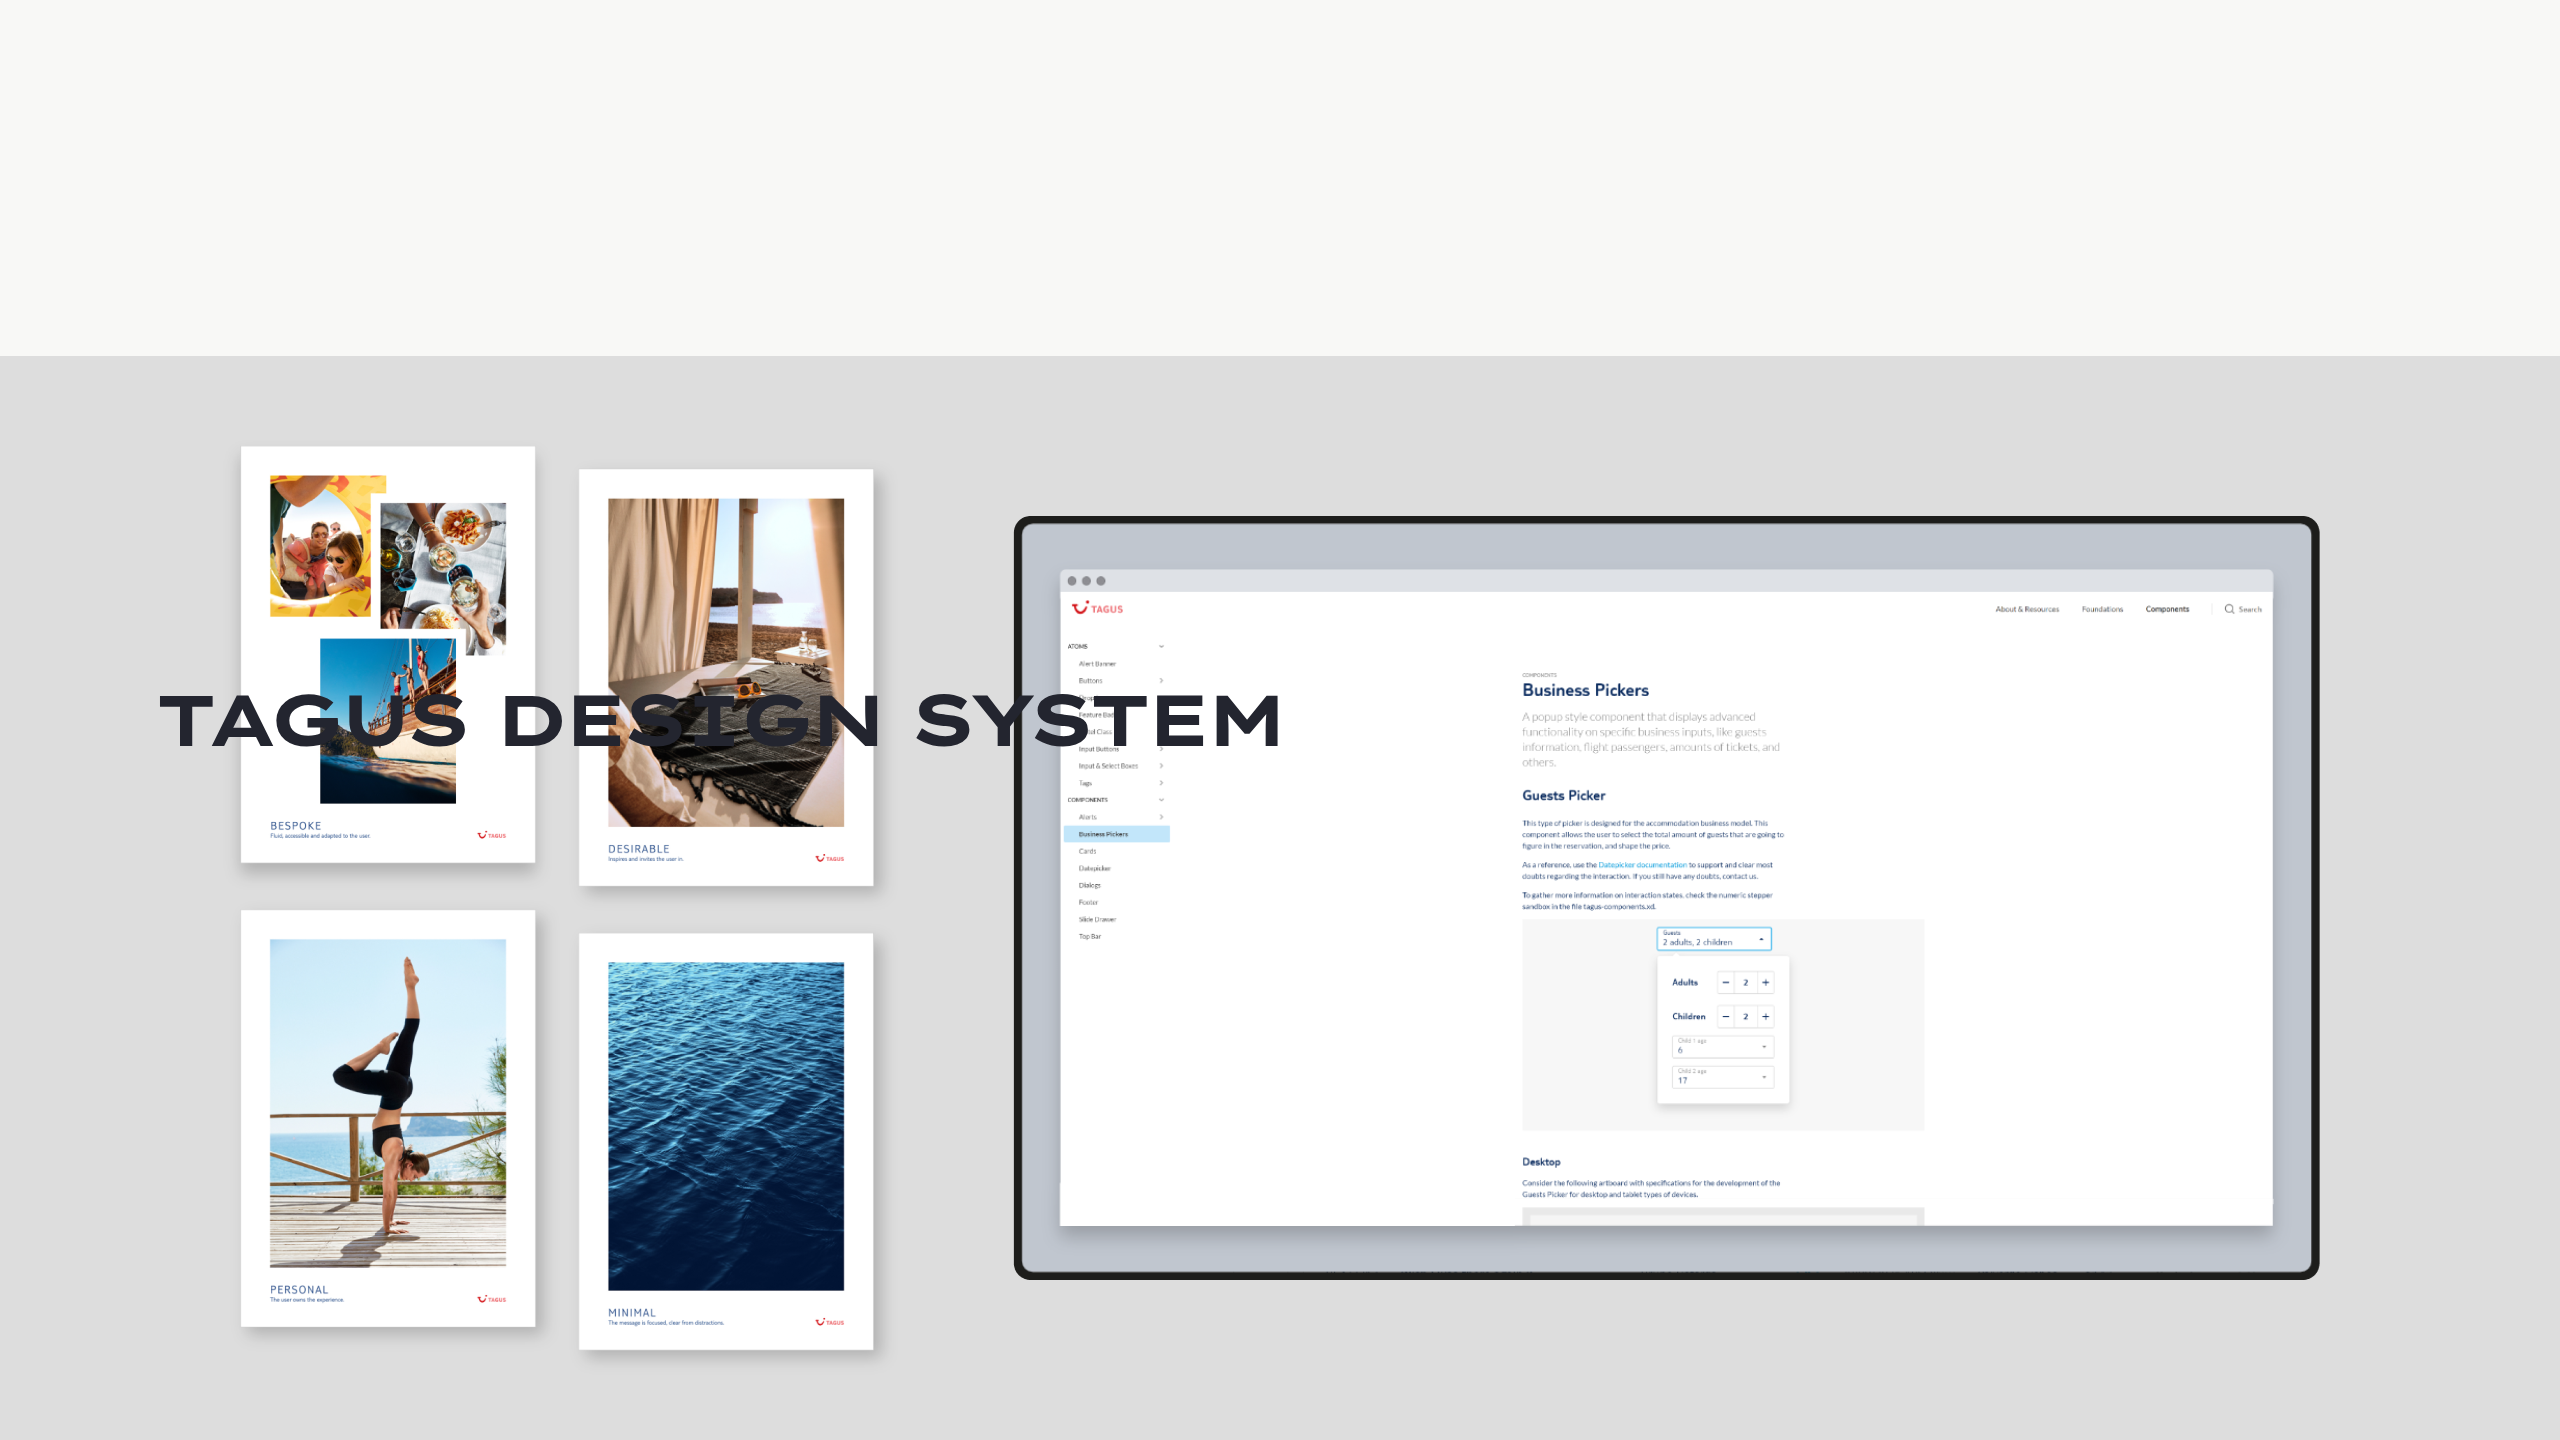 TAGUS DESIGN SYSTEM
BESPOKE
Fluid, accessible and adapted to the user.
TAGUS
DESIRABLE
Inspires and invites the user in.
TAGUS
PERSONAL
The user owns the experience.
TAGUS
MINIMAL
The message is focused, clear from distractions.
TAGUS
TAGUS
About & Resources
Foundations
Components
Search
ATOMS
Alert Banner
Buttons
Input Buttons
Input & Select Boxes
Tags
COMPONENTS
Alerts
Business Pickers
Cards
Datepicker
Dialogs
Footer
Slide Drawer
Top Bar
COMPONENTS
Business Pickers
A popup style component that displays advanced
functionality on specific business inputs, like guests
information, flight passengers, amounts of tickets, and
others.
Guests Picker
This type of picker is designed for the accommodation business model. This
component allows the user to select the total amount of guests that are going to
figure in the reservation, and shape the price.
As a reference, use the Datepicker documentation to support and clear most
doubts regarding the interaction. If you still have any doubts, contact us.
To gather more information on interaction states, check the numeric stepper
sandbox in the file tagus-components.xd.
Guests
2 adults, 2 children
Adults
2
Children
2
Child 1 age
6
Child 2 age
17
Desktop
Consider the following artboard with specifications for the development of the
Guests Picker for desktop and tablet types of devices.